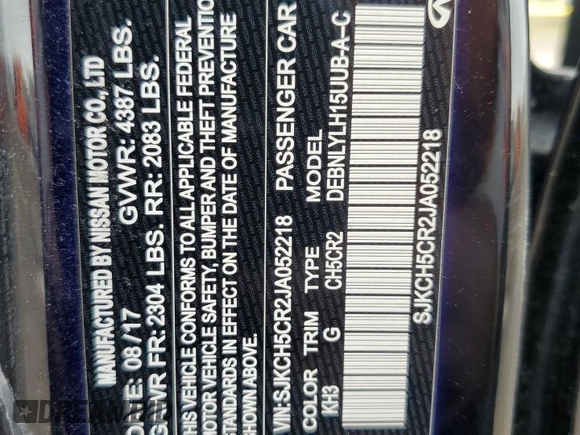 MANUFACTURED BY NISSAN MOTOR CO., LTD
DATE: 08/17 GVWR: 4387 LBS.
GAWR FR: 2304 LBS. RR: 2083 LBS.
THIS VEHICLE CONFORMS TO ALL APPLICABLE FEDERAL
MOTOR VEHICLE SAFETY, BUMPER AND THEFT PREVENTION
STANDARDS IN EFFECT ON THE DATE OF MANUFACTURE
SHOWN ABOVE.
VIN:SJKCH5CR2JA052218 PASSENGER CAR
COLOR TRIM TYPE MODEL
KH3 G CH5CR2 DEBNLYLH15UUB-A-C
SJKCH5CR2JA052218